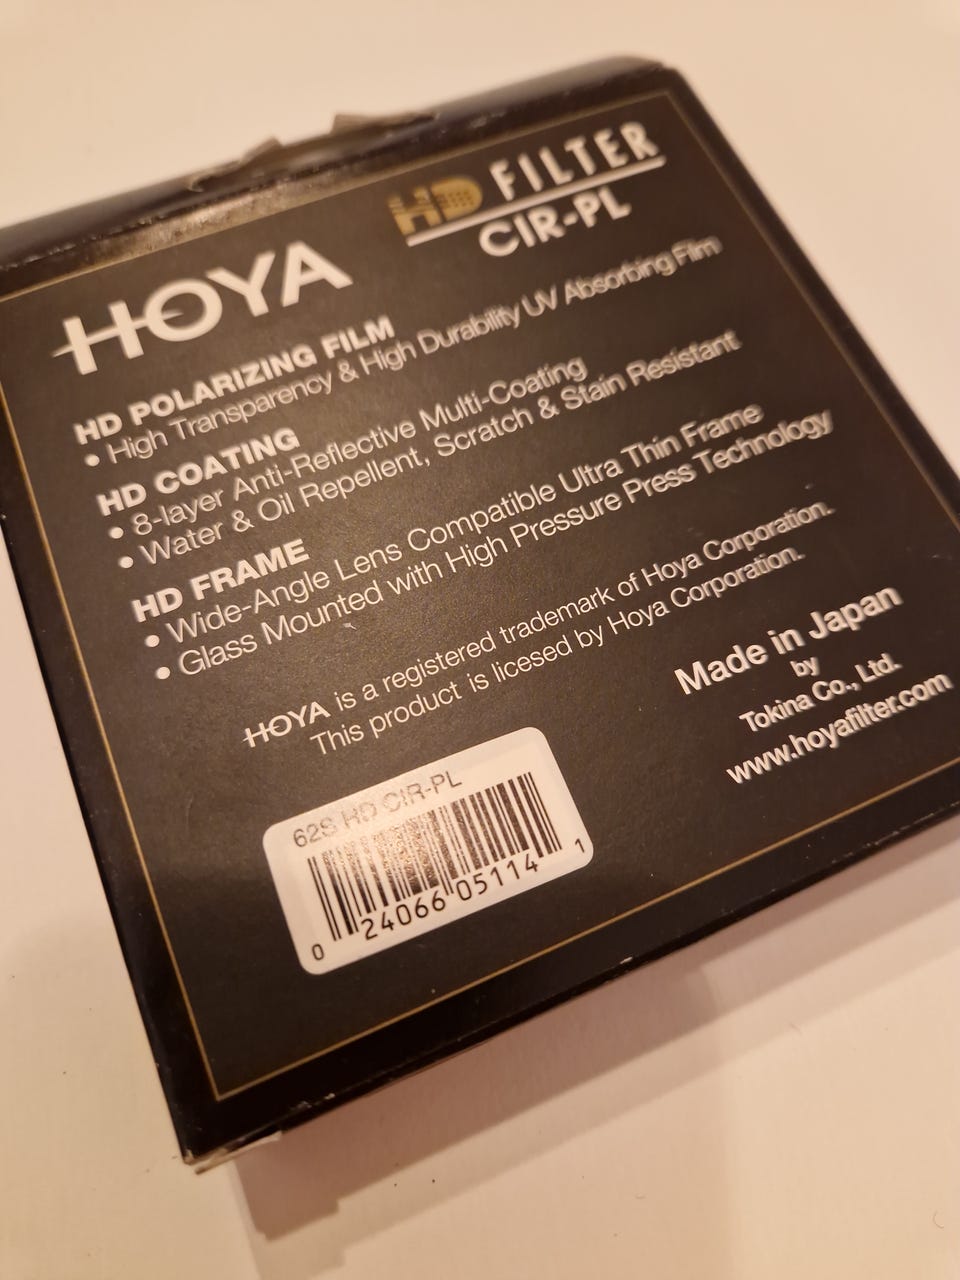 HD FILTER
CIR-PL
HOYA
HD POLARIZING FILM
• High Transparency & High Durability UV Absorbing Film
HD COATING
• 8-layer Anti-Reflective Multi-Coating
• Water & Oil Repellent, Scratch & Stain Resistant
HD FRAME
• Wide-Angle Lens Compatible Ultra Thin Frame
• Glass Mounted with High Pressure Press Technology
HOYA is a registered trademark of Hoya Corporation.
This product is licesed by Hoya Corporation.
Made in Japan
by
Tokina Co., Ltd.
www.hoyafilter.com
62S HD CIR-PL
0 24066 05114 1